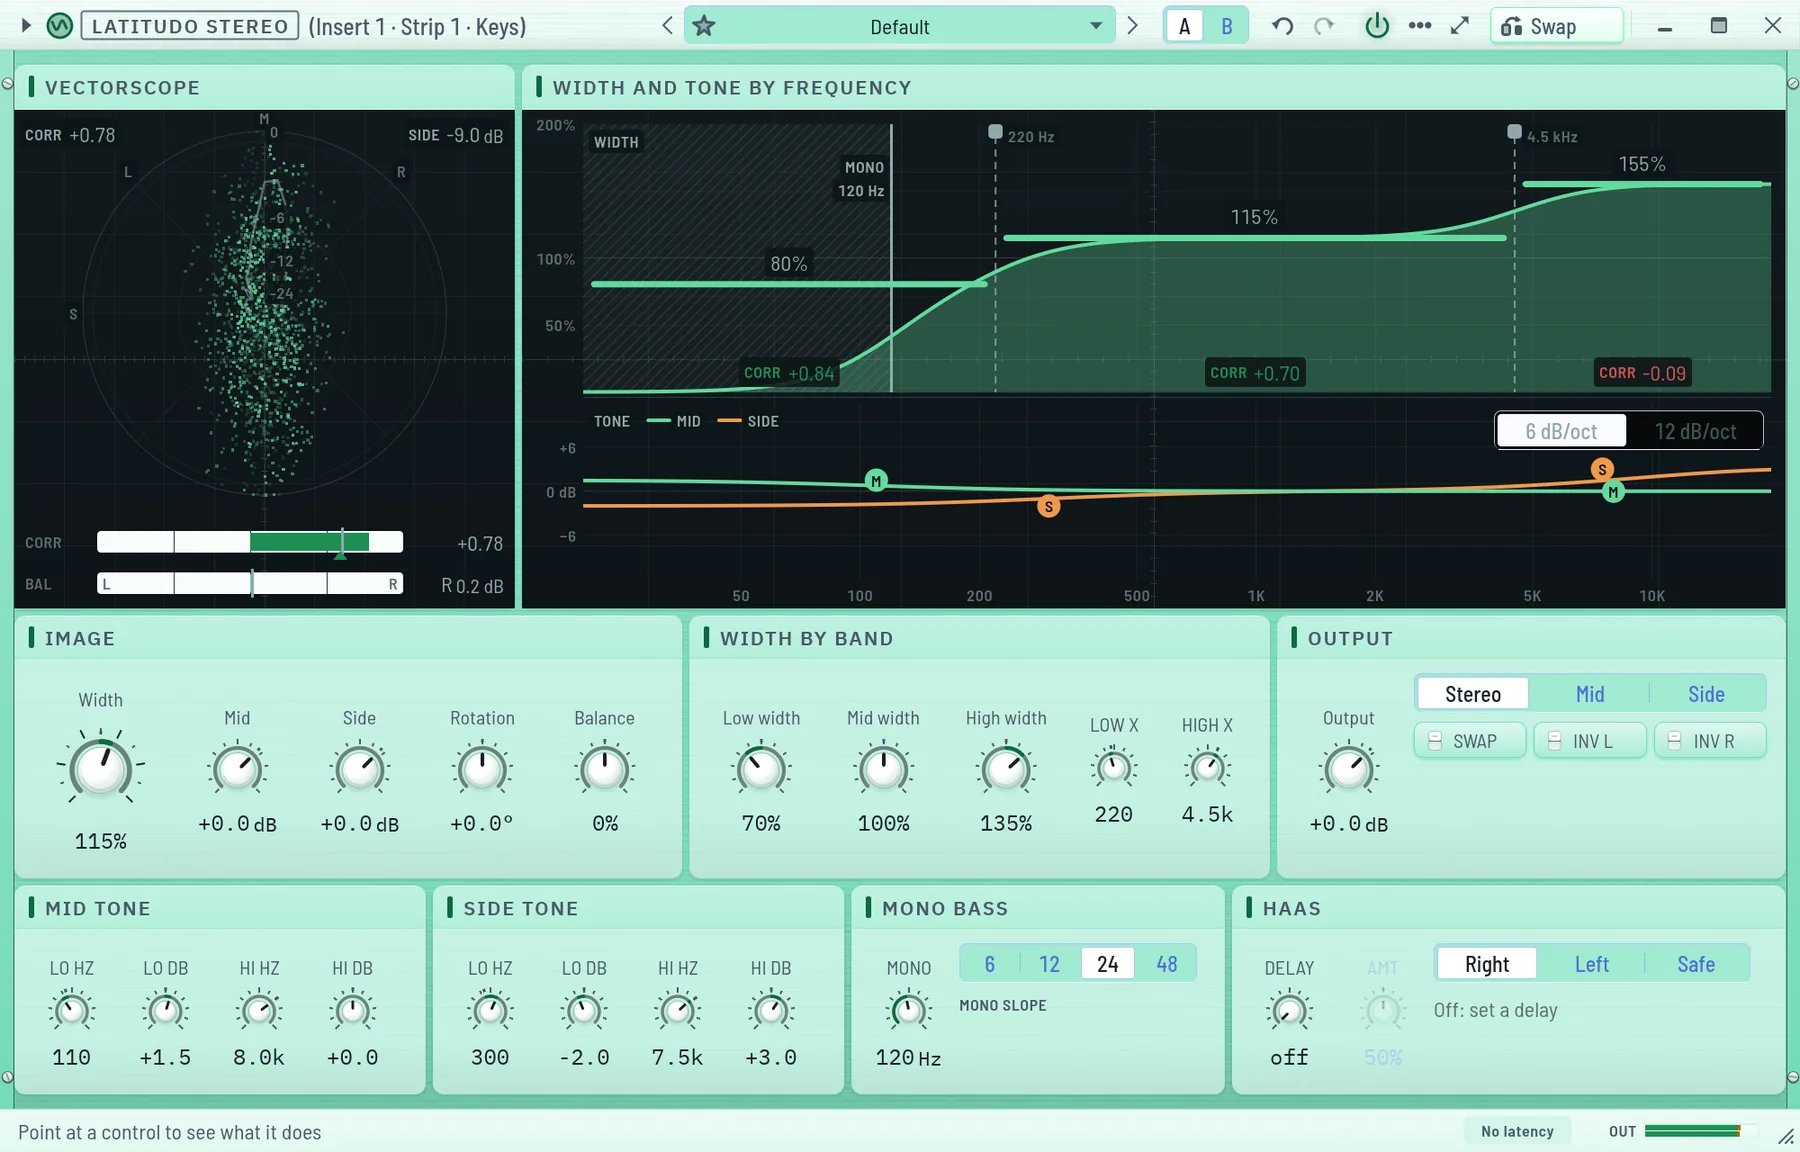 LATITUDO STEREO (Insert 1 · Strip 1 · Keys)
Default
A B
Swap
VECTORSCOPE
CORR +0.78
SIDE -9.0 dB
M
0
L
R
-6
-12
-24
S
CORR +0.78
BAL L R R 0.2 dB
WIDTH AND TONE BY FREQUENCY
200%
100%
50%
WIDTH
MONO
120 Hz
220 Hz
4.5 kHz
80%
115%
155%
CORR +0.84
CORR +0.70
CORR -0.09
TONE MID SIDE
6 dB/oct 12 dB/oct
+6
0 dB
-6
M
S
S
M
50 100 200 500 1K 2K 5K 10K
IMAGE
Width
115%
Mid
+0.0 dB
Side
+0.0 dB
Rotation
+0.0°
Balance
0%
WIDTH BY BAND
Low width
70%
Mid width
100%
High width
135%
LOW X
220
HIGH X
4.5k
OUTPUT
Output
+0.0 dB
Stereo Mid Side
SWAP INV L INV R
MID TONE
LO HZ
110
LO DB
+1.5
HI HZ
8.0k
HI DB
+0.0
SIDE TONE
LO HZ
300
LO DB
-2.0
HI HZ
7.5k
HI DB
+3.0
MONO BASS
MONO
120 Hz
6 12 24 48
MONO SLOPE
HAAS
DELAY
off
AMT
50%
Right Left Safe
Off: set a delay
Point at a control to see what it does
No latency
OUT